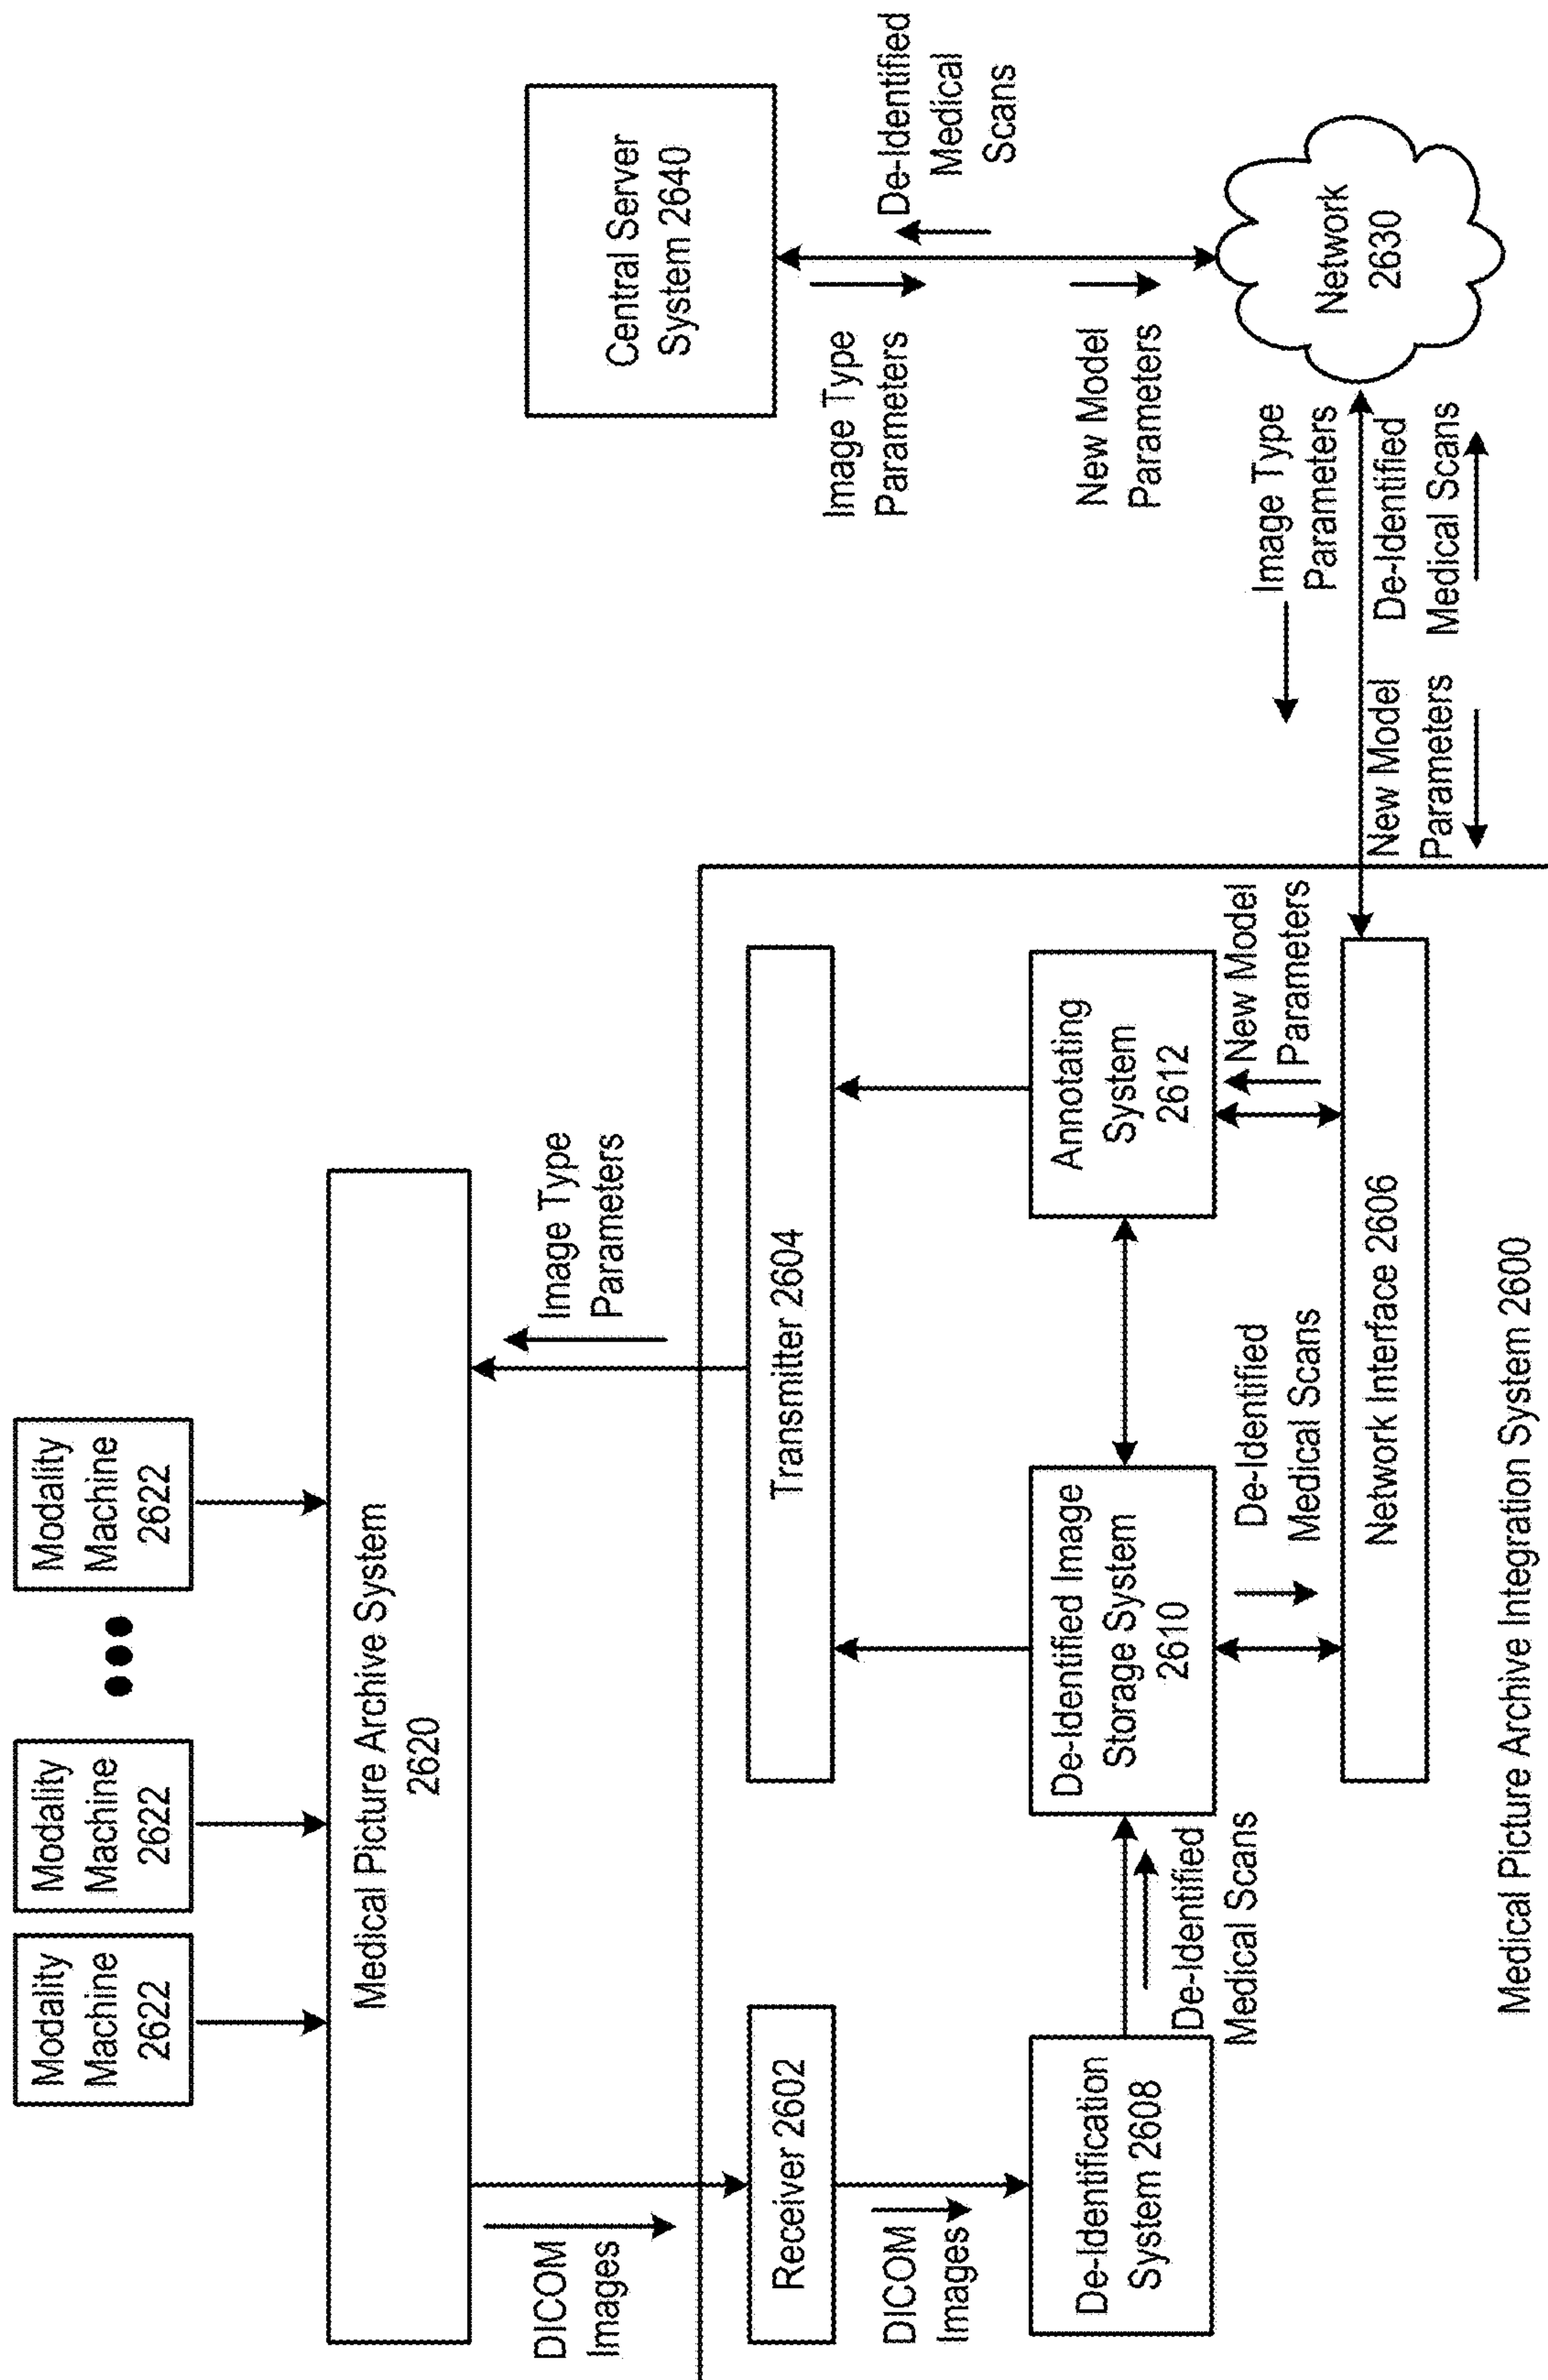 Modality
Machine
2622
Modality
Machine
2622
Modality
Machine
2622
Medical Picture Archive System
2620
DICOM
Images
Image Type
Parameters
Receiver 2602
Transmitter 2604
DICOM
Images
De-Identification
System 2608
De-Identified
Medical Scans
De-Identified Image
Storage System
2610
Annotating
System
2612
De-Identified
Medical Scans
New Model
Parameters
Network Interface 2606
Medical Picture Archive Integration System 2600
Central Server
System 2640
Image Type
Parameters
De-Identified
Medical
Scans
New Model
Parameters
Image Type
Parameters
New Model
Parameters
De-Identified
Medical Scans
Network
2630